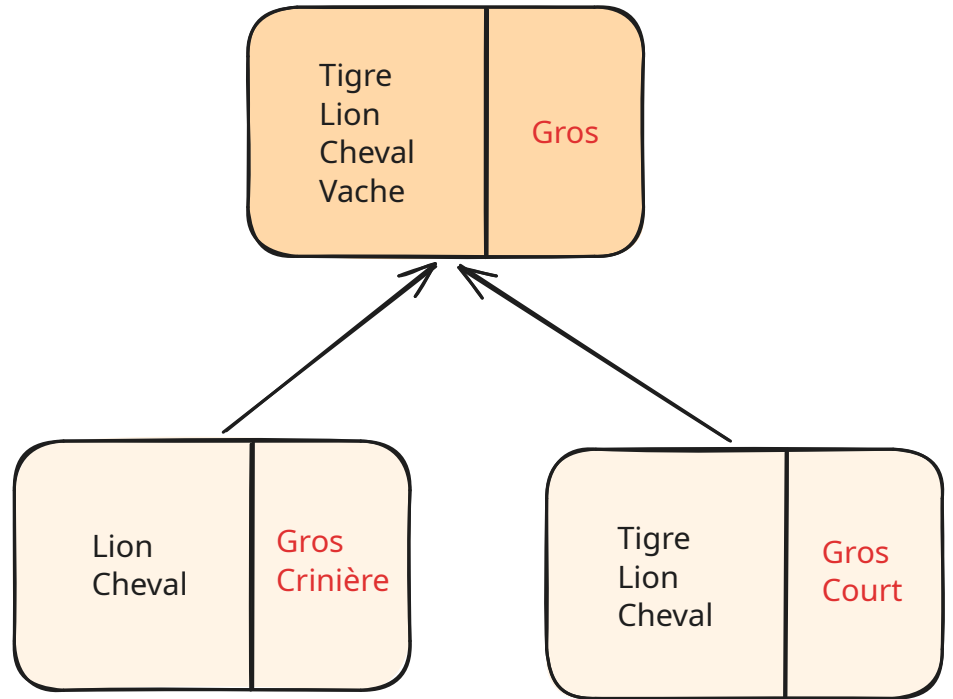 Tigre
Lion
Cheval
Vache
Gros
Lion
Cheval
Gros
Crinière
Tigre
Lion
Cheval
Gros
Court